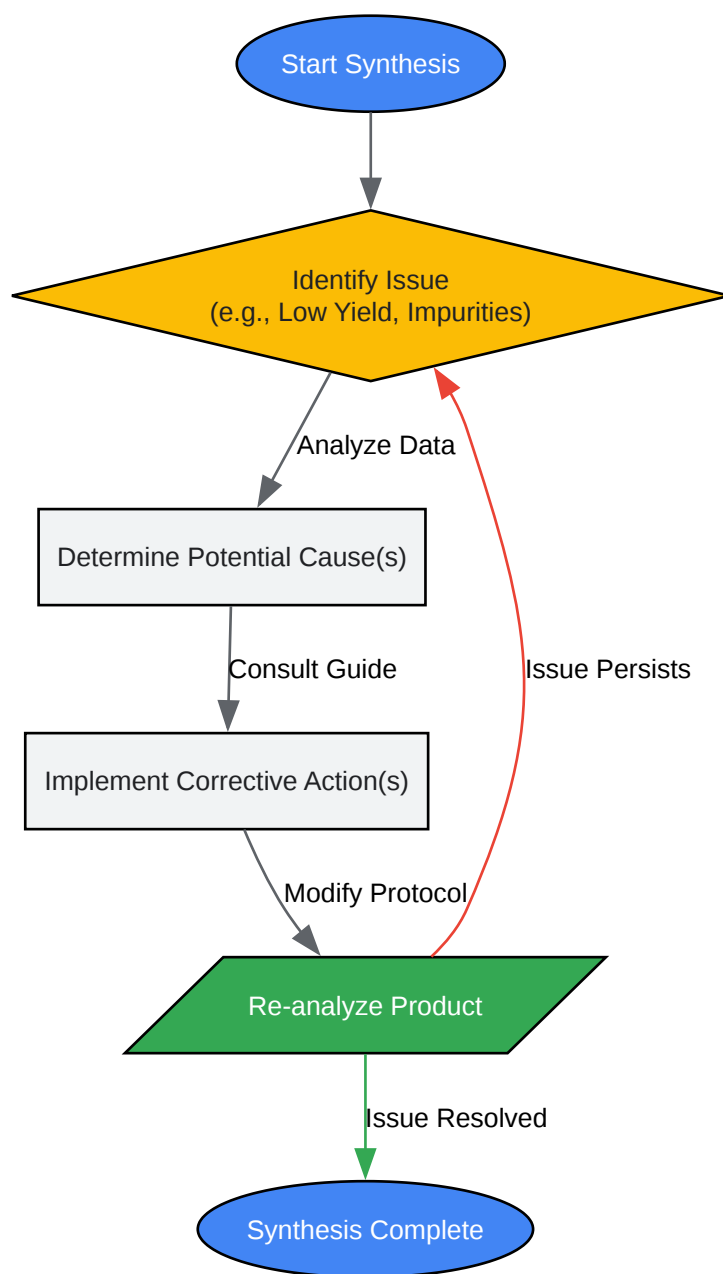 Start Synthesis
Identify Issue
(e.g., Low Yield, Impurities)
Analyze Data
Determine Potential Cause(s)
Consult Guide
Issue Persists
Implement Corrective Action(s)
Modify Protocol
Re-analyze Product
Issue Resolved
Synthesis Complete